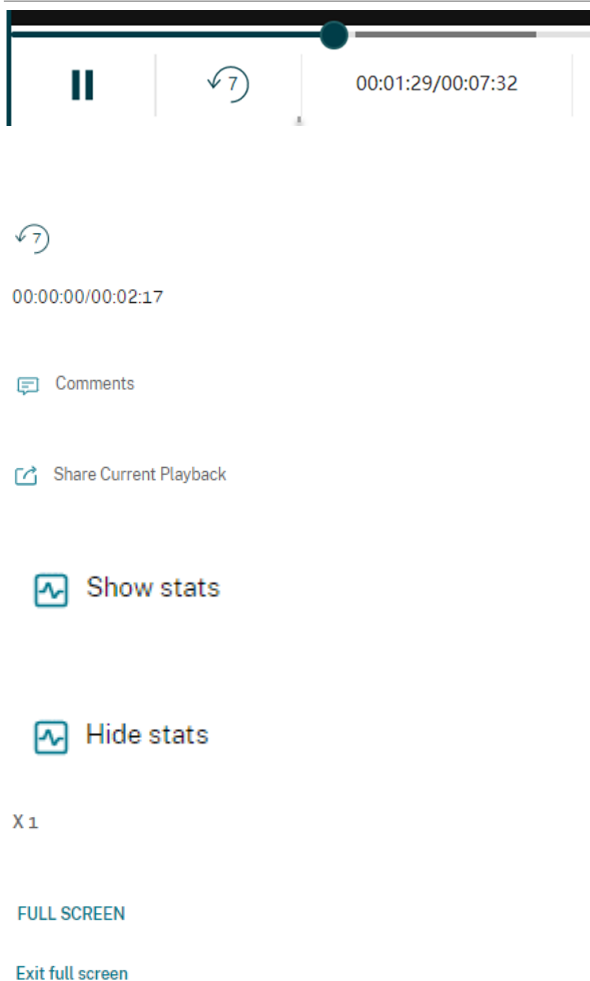 7
00:01:29/00:07:32
7
00:00:00/00:02:17
Comments
Share Current Playback
Show stats
Hide stats
X 1
FULL SCREEN
Exit full screen